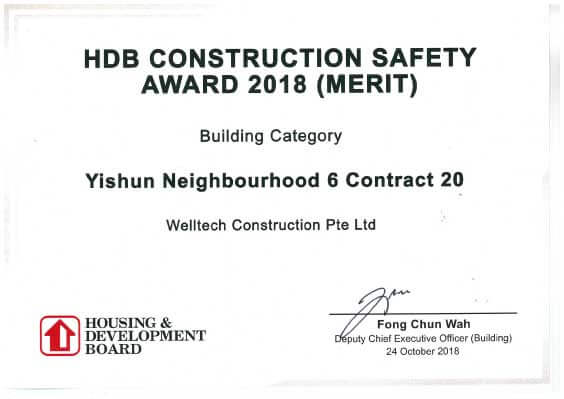 HDB CONSTRUCTION SAFETY
AWARD 2018 (MERIT)
Building Category
Yishun Neighbourhood 6 Contract 20
Welltech Construction Pte Ltd
HOUSING &
DEVELOPMENT
BOARD
Fong Chun Wah
Deputy Chief Executive Officer (Building)
24 October 2018